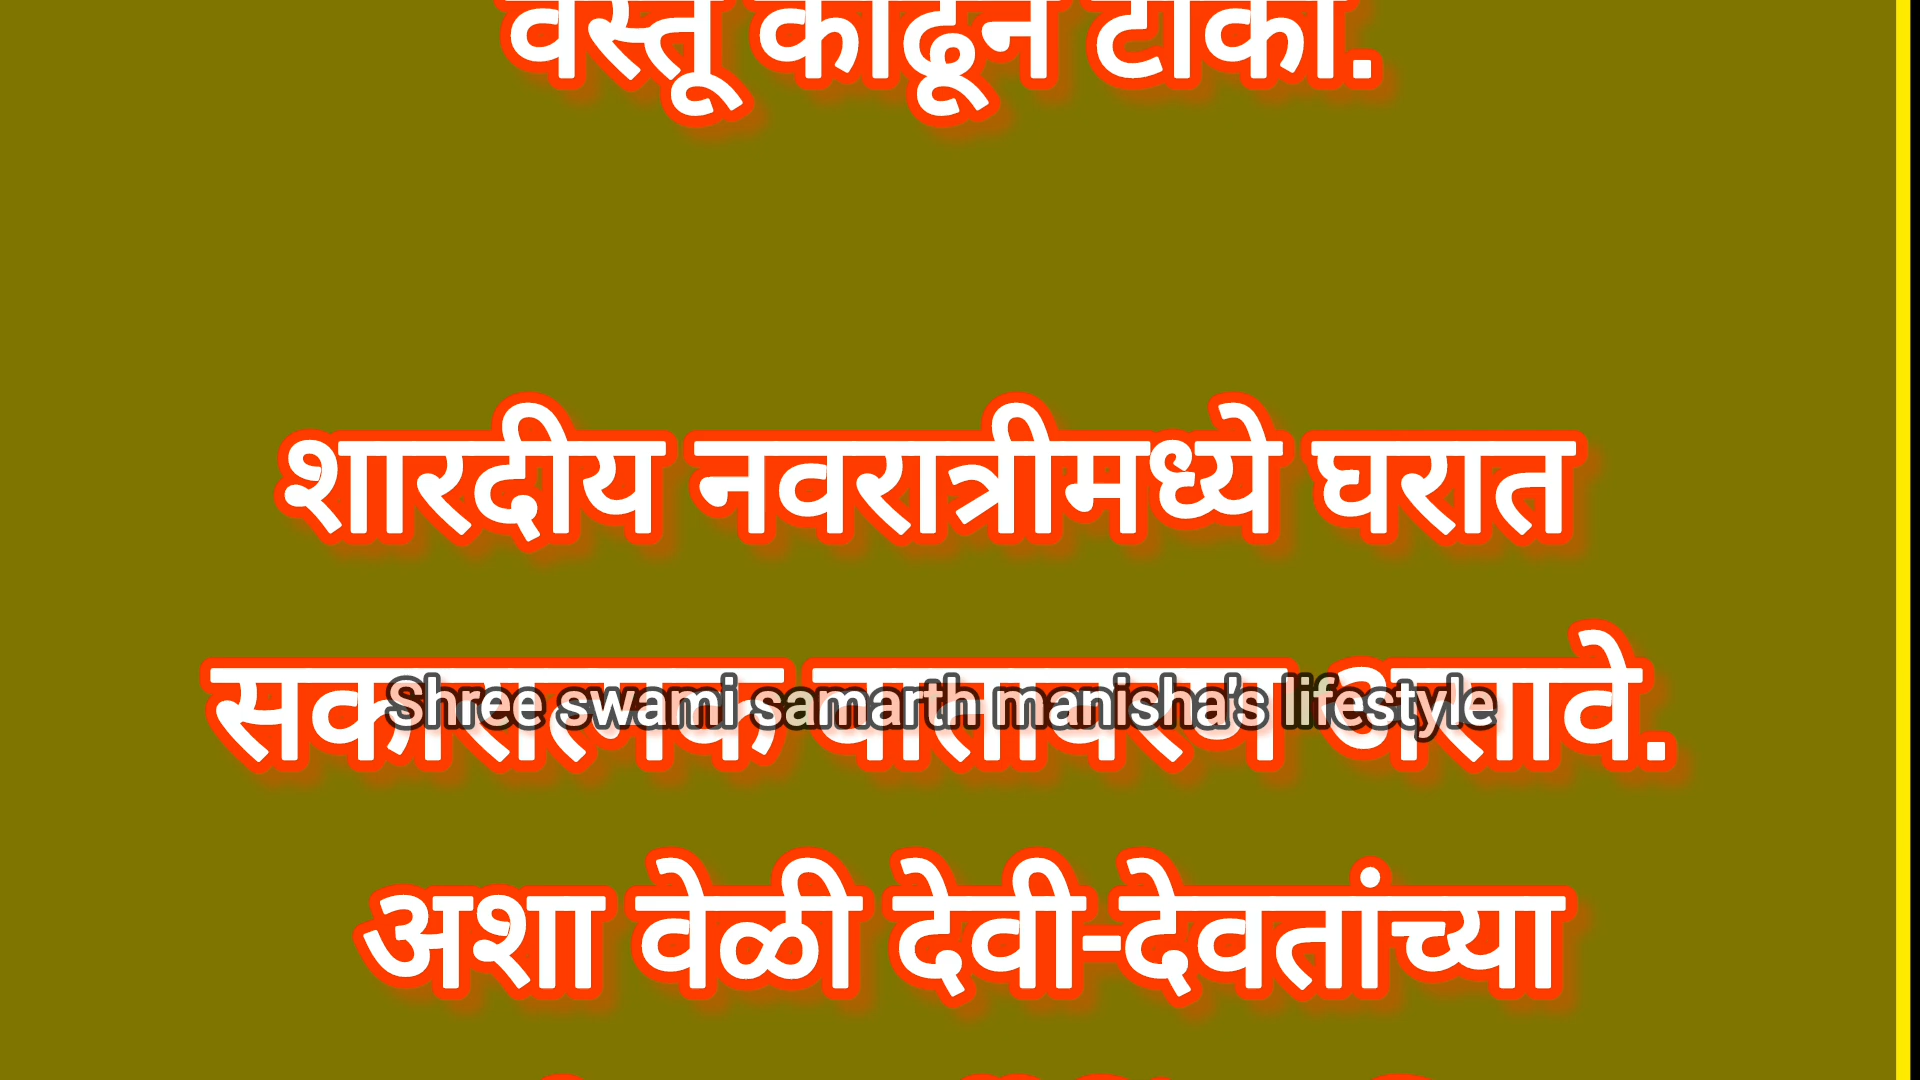 वस्तू काढून टाका.
शारदीय नवरात्रीमध्ये घरात
सकारात्मक वातावरण असावे.
Shree swami samarth manisha's lifestyle
अशा वेळी देवी-देवतांच्या